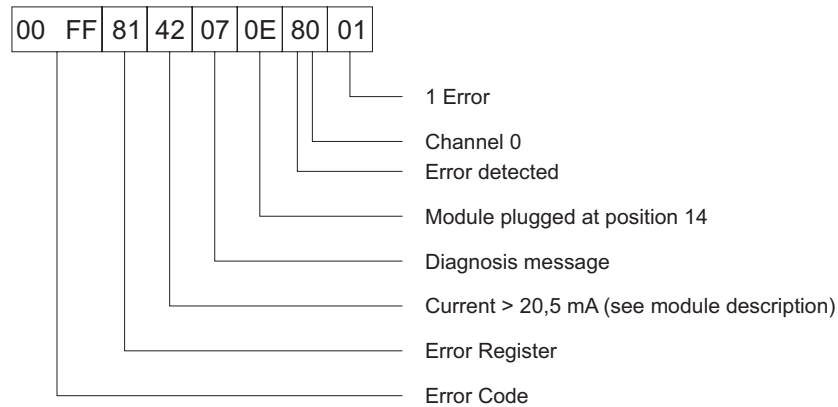 00 FF 81 42 07 0E 80 01
1 Error
Channel 0
Error detected
Module plugged at position 14
Diagnosis message
Current > 20,5 mA (see module description)
Error Register
Error Code